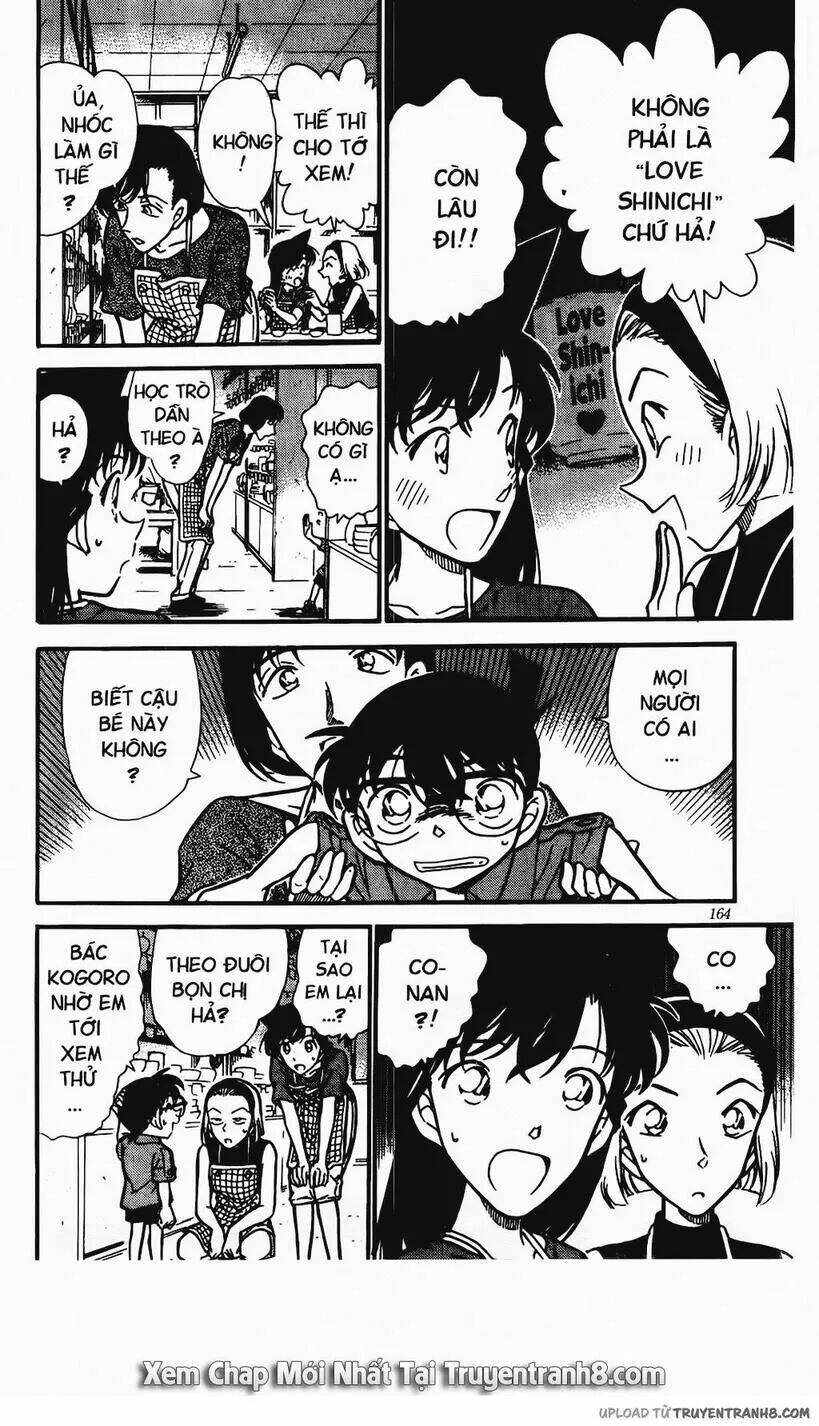 KHÔNG
PHẢI LÀ
"LOVE
SHINICHI"
CHỨ HẢ!
CÒN
LÂU
ĐI!!
Love
Shin-
ichi
THẾ THÌ
CHO TỚ
XEM!
KHÔNG
!
ỦA,
NHÓC
LÀM GÌ
THẾ
?
KHÔNG
CÓ GÌ
Ạ...
HỌC TRÒ
DẪN
THEO À
?
HẢ
?
MỌI
NGƯỜI
CÓ AI
...
BIẾT CẬU
BÉ NÀY
KHÔNG
?
164
CO
...
CO-
NAN
?!
TẠI
SAO
EM LẠI
...?
THEO ĐUÔI
BỌN CHỊ
HẢ?
BÁC
KOGORO
NHỜ EM
TỚI
XEM
THỬ
...
Xem Chap Mới Nhất Tại Truyentranh8.com
UPLOAD TỪ TRUYENTRANH8.COM